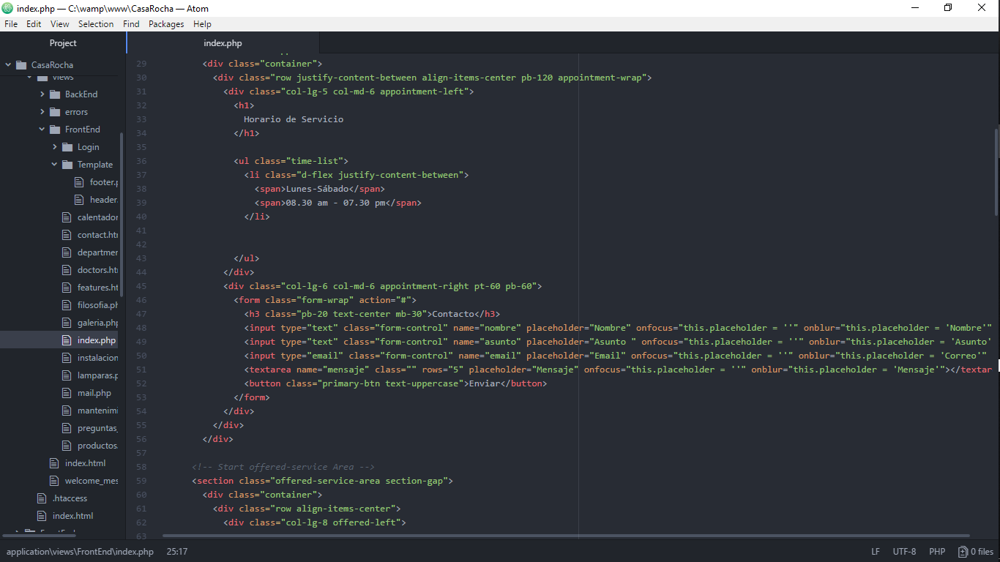 index.php — C:\wamp\www\CasaRocha — Atom
File Edit View Selection Find Packages Help
Project
CasaRocha
views
BackEnd
errors
FrontEnd
Login
Template
footer.p
header.
calentador
contact.htm
departmen
doctors.htm
features.ht
filosofia.ph
galeria.php
index.php
instalacion
lamparas.p
mail.php
mantenimi
preguntas_
productos.
index.html
welcome_mes
.htaccess
index.html
index.php
29 <div class="container">
30 <div class="row justify-content-between align-items-center pb-120 appointment-wrap">
31 <div class="col-lg-5 col-md-6 appointment-left">
32 <h1>
33 Horario de Servicio
34 </h1>
35
36 <ul class="time-list">
37 <li class="d-flex justify-content-between">
38 <span>Lunes-Sábado</span>
39 <span>08.30 am - 07.30 pm</span>
40 </li>
41
42
43 </ul>
44 </div>
45 <div class="col-lg-6 col-md-6 appointment-right pt-60 pb-60">
46 <form class="form-wrap" action="#">
47 <h3 class="pb-20 text-center mb-30">Contacto</h3>
48 <input type="text" class="form-control" name="nombre" placeholder="Nombre" onfocus="this.placeholder = ''" onblur="this.placeholder = 'Nombre'"
49 <input type="text" class="form-control" name="asunto" placeholder="Asunto " onfocus="this.placeholder = ''" onblur="this.placeholder = 'Asunto'
50 <input type="email" class="form-control" name="email" placeholder="Email" onfocus="this.placeholder = ''" onblur="this.placeholder = 'Correo'"
51 <textarea name="mensaje" class="" rows="5" placeholder="Mensaje" onfocus="this.placeholder = ''" onblur="this.placeholder = 'Mensaje'"></textar
52 <button class="primary-btn text-uppercase">Enviar</button>
53 </form>
54 </div>
55 </div>
56 </div>
57
58 <!-- Start offered-service Area -->
59 <section class="offered-service-area section-gap">
60 <div class="container">
61 <div class="row align-items-center">
62 <div class="col-lg-8 offered-left">
63
application\views\FrontEnd\index.php 25:17 LF UTF-8 PHP 0 files